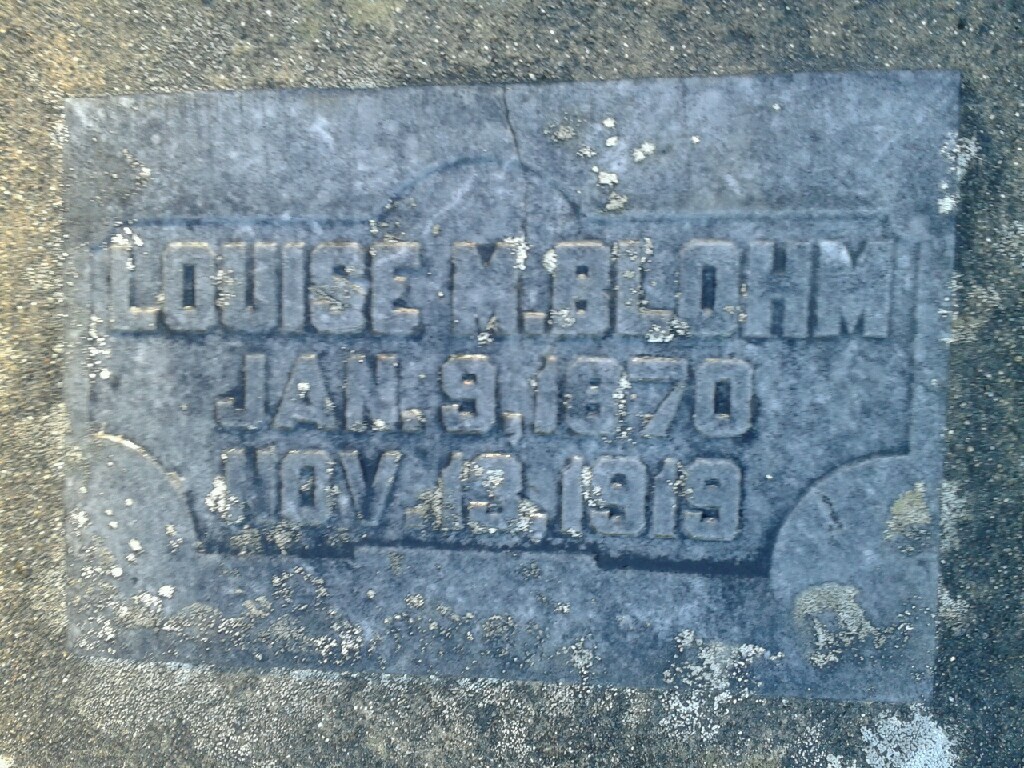 LOUISE M. BLOHM
JAN. 9, 1870
NOV. 13, 1919